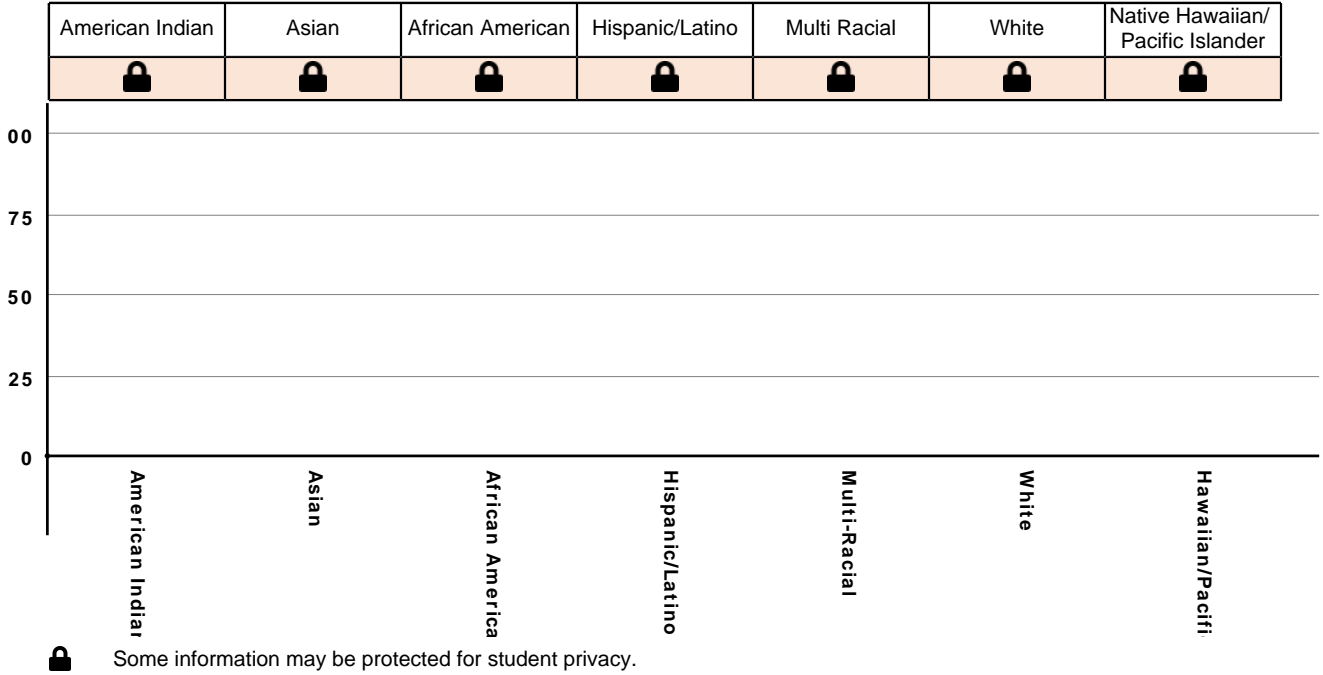 American Indian Asian African American Hispanic/Latino Multi Racial White Native Hawaiian/
Pacific Islander
00
75
50
25
0
American Indian
Asian
African America
Hispanic/Latino
Multi-Racial
White
Hawaiian/Pacifi
Some information may be protected for student privacy.